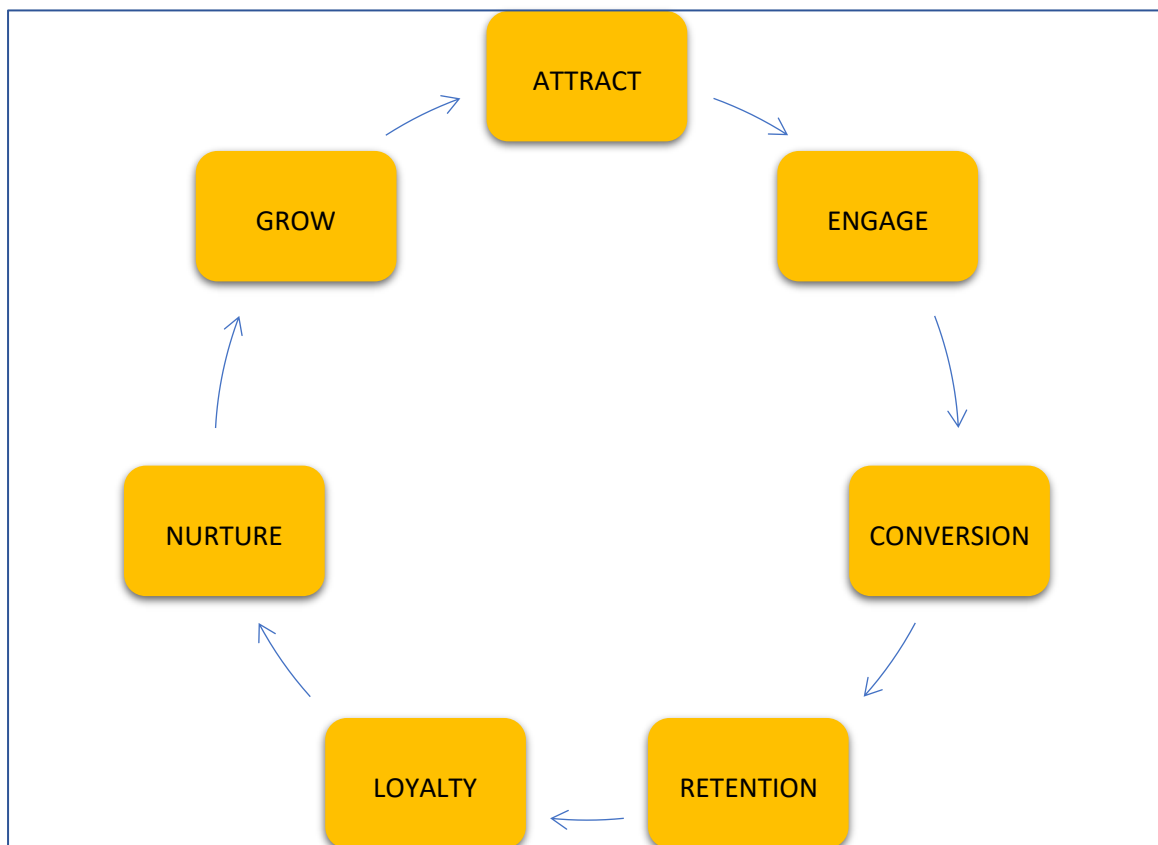 ATTRACT
ENGAGE
CONVERSION
RETENTION
LOYALTY
NURTURE
GROW